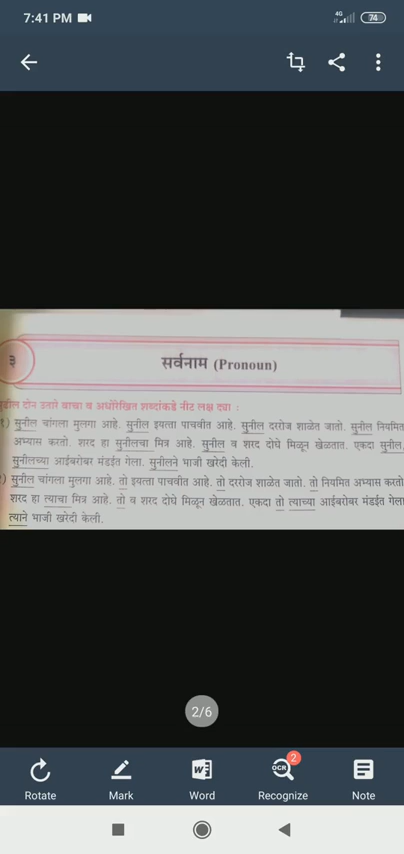 7:41 PM
4G
74
३
सर्वनाम (Pronoun)
पुढील दोन उतारे वाचा व अधोरेखित शब्दांकडे नीट लक्ष द्या :
१) सुनील चांगला मुलगा आहे. सुनील इयत्ता पाचवीत आहे. सुनील दररोज शाळेत जातो. सुनील नियमित
अभ्यास करतो. शरद हा सुनीलचा मित्र आहे. सुनील व शरद दोघे मिळून खेळतात. एकदा सुनील,
सुनीलच्या आईबरोबर मंडईत गेला. सुनीलने भाजी खरेदी केली.
२) सुनील चांगला मुलगा आहे. तो इयत्ता पाचवीत आहे. तो दररोज शाळेत जातो. तो नियमित अभ्यास करतो
शरद हा त्याचा मित्र आहे. तो व शरद दोघे मिळून खेळतात. एकदा तो त्याच्या आईबरोबर मंडईत गेला
त्याने भाजी खरेदी केली.
2/6
W
OCR
2
Rotate Mark Word Recognize Note